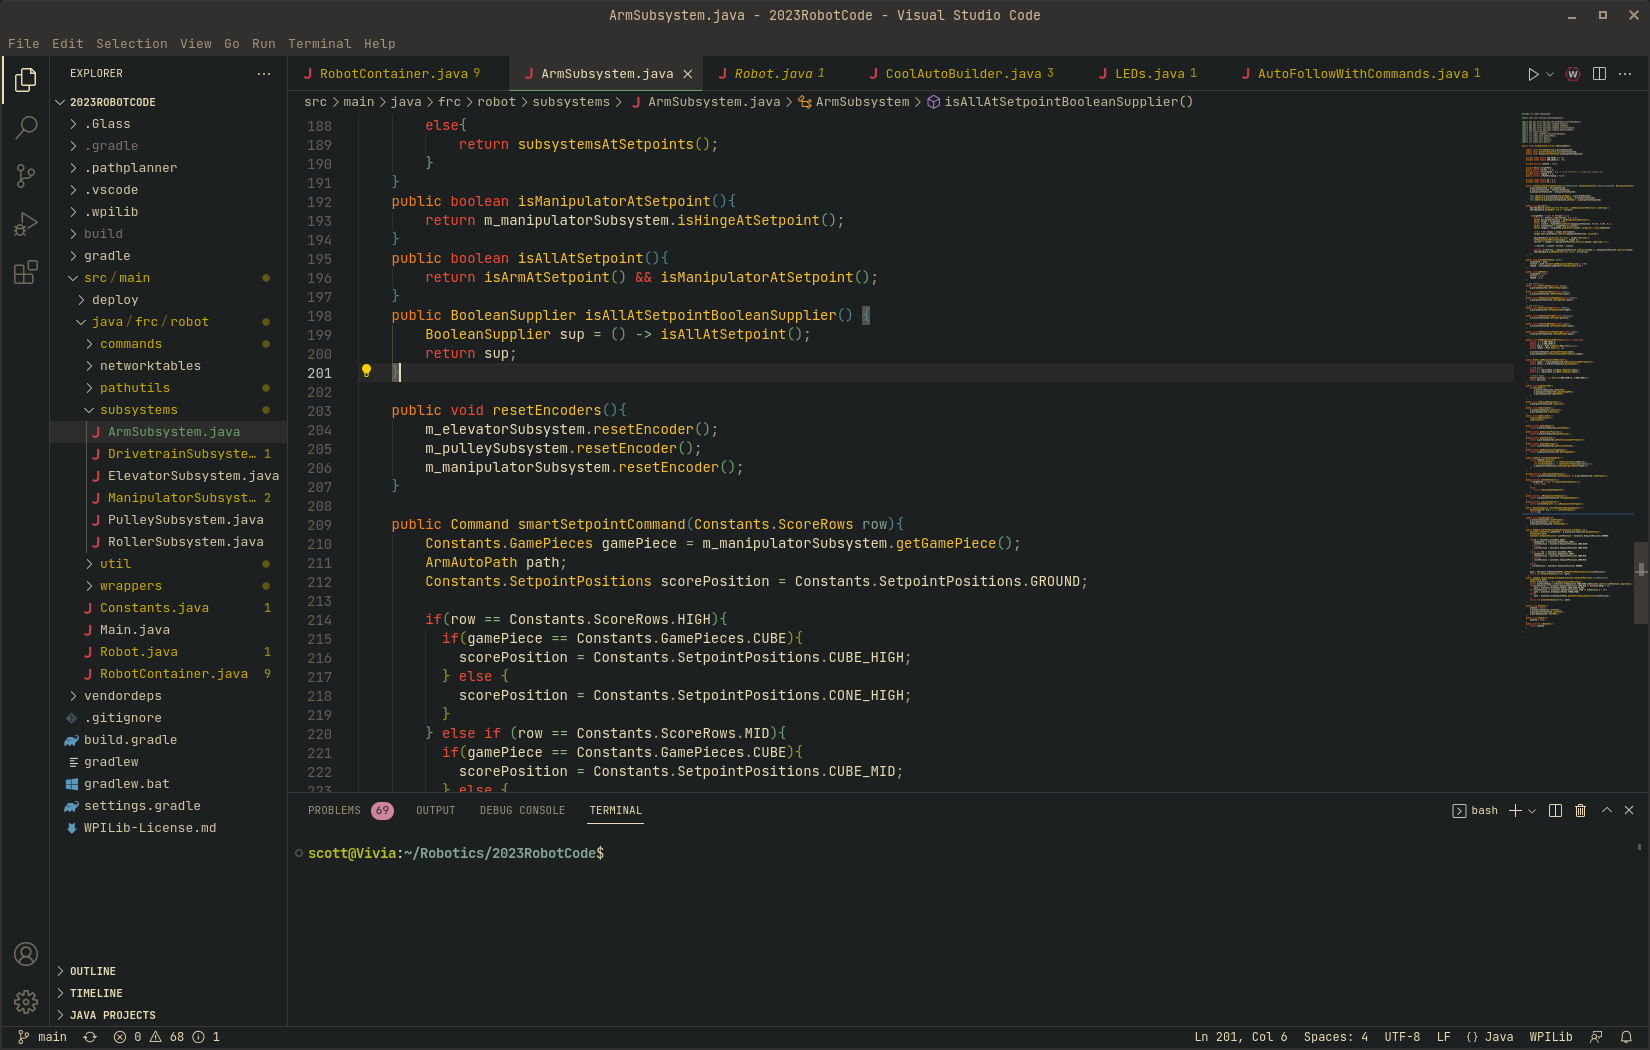 ArmSubsystem.java - 2023RobotCode - Visual Studio Code
File Edit Selection View Go Run Terminal Help
EXPLORER
2023ROBOTCODE
.Glass
.gradle
.pathplanner
.vscode
.wpilib
build
gradle
src/main
deploy
java/frc/robot
commands
networktables
pathutils
subsystems
ArmSubsystem.java
DrivetrainSubsyste... 1
ElevatorSubsystem.java
ManipulatorSubsyst... 2
PulleySubsystem.java
RollerSubsystem.java
util
wrappers
Constants.java 1
Main.java
Robot.java 1
RobotContainer.java 9
vendordeps
.gitignore
build.gradle
gradlew
gradlew.bat
settings.gradle
WPILib-License.md
OUTLINE
TIMELINE
JAVA PROJECTS
RobotContainer.java 9 ArmSubsystem.java Robot.java 1 CoolAutoBuilder.java 3 LEDs.java 1 AutoFollowWithCommands.java 1
src > main > java > frc > robot > subsystems > ArmSubsystem.java > ArmSubsystem > isAllAtSetpointBooleanSupplier()
188 else{
189 return subsystemsAtSetpoints();
190 }
191 }
192 public boolean isManipulatorAtSetpoint(){
193 return m_manipulatorSubsystem.isHingeAtSetpoint();
194 }
195 public boolean isAllAtSetpoint(){
196 return isArmAtSetpoint() && isManipulatorAtSetpoint();
197 }
198 public BooleanSupplier isAllAtSetpointBooleanSupplier() {
199 BooleanSupplier sup = () -> isAllAtSetpoint();
200 return sup;
201 }
202
203 public void resetEncoders(){
204 m_elevatorSubsystem.resetEncoder();
205 m_pulleySubsystem.resetEncoder();
206 m_manipulatorSubsystem.resetEncoder();
207 }
208
209 public Command smartSetpointCommand(Constants.ScoreRows row){
210 Constants.GamePieces gamePiece = m_manipulatorSubsystem.getGamePiece();
211 ArmAutoPath path;
212 Constants.SetpointPositions scorePosition = Constants.SetpointPositions.GROUND;
213
214 if(row == Constants.ScoreRows.HIGH){
215 if(gamePiece == Constants.GamePieces.CUBE){
216 scorePosition = Constants.SetpointPositions.CUBE_HIGH;
217 } else {
218 scorePosition = Constants.SetpointPositions.CONE_HIGH;
219 }
220 } else if (row == Constants.ScoreRows.MID){
221 if(gamePiece == Constants.GamePieces.CUBE){
222 scorePosition = Constants.SetpointPositions.CUBE_MID;
223 } else {
PROBLEMS 69 OUTPUT DEBUG CONSOLE TERMINAL bash
scott@Vivia:~/Robotics/2023RobotCode$
main 0 68 1 Ln 201, Col 6 Spaces: 4 UTF-8 LF {} Java WPILib